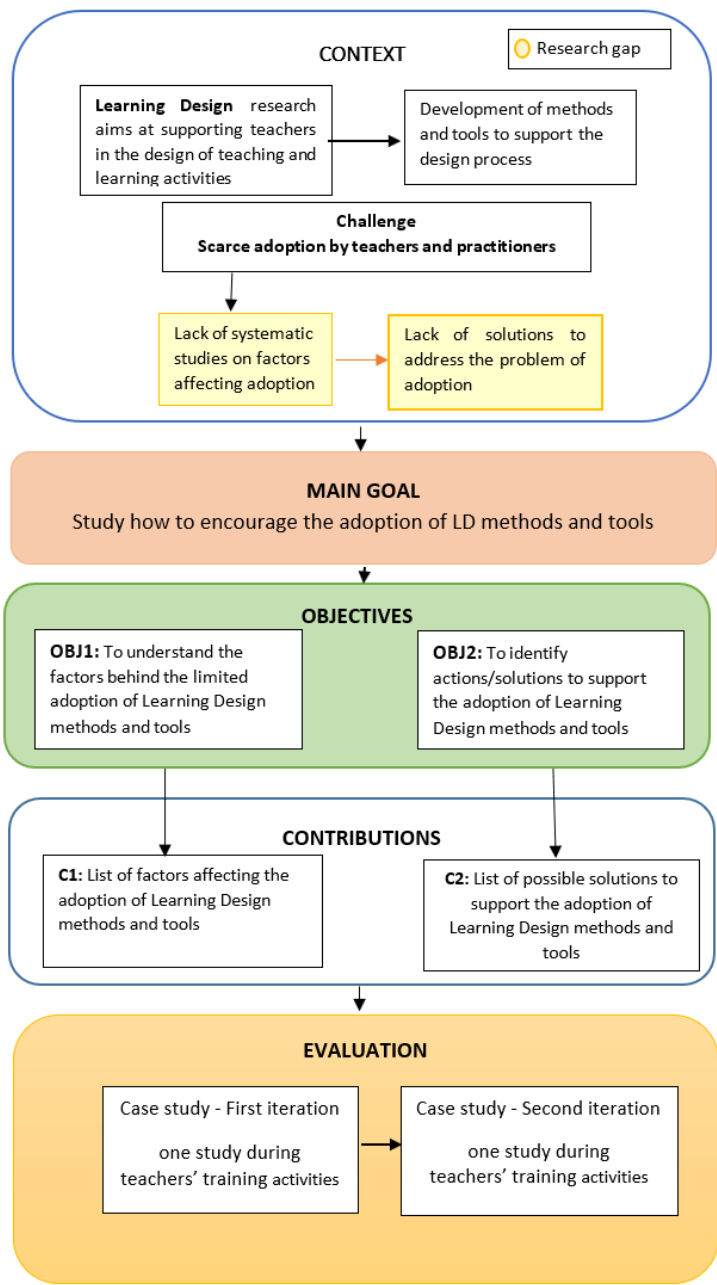 CONTEXT
Research gap
Learning Design research
aims at supporting teachers
in the design of teaching and
learning activities
Development of methods
and tools to support the
design process
Challenge
Scarce adoption by teachers and practitioners
Lack of systematic
studies on factors
affecting adoption
Lack of solutions to
address the problem of
adoption
MAIN GOAL
Study how to encourage the adoption of LD methods and tools
OBJECTIVES
OBJ1: To understand the
factors behind the limited
adoption of Learning Design
methods and tools
OBJ2: To identify
actions/solutions to support
the adoption of Learning
Design methods and tools
CONTRIBUTIONS
C1: List of factors affecting the
adoption of Learning Design
methods and tools
C2: List of possible solutions to
support the adoption of
Learning Design methods and
tools
EVALUATION
Case study - First iteration
one study during
teachers’ training activities
Case study - Second iteration
one study during
teachers’ training activities